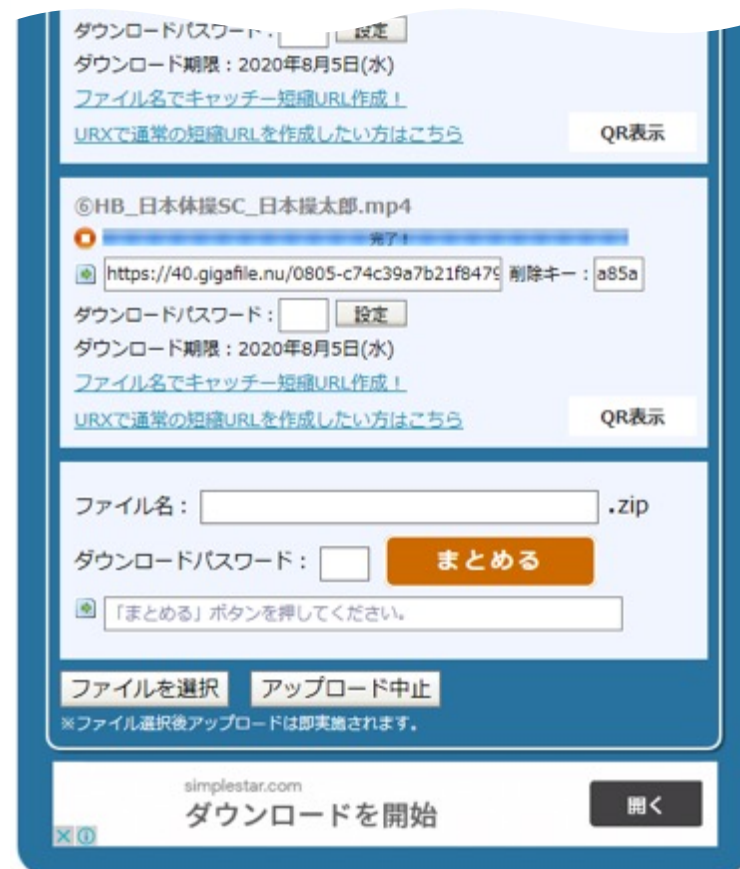 ダウンロードパスワード： 設定
ダウンロード期限：2020年8月5日(水)
ファイル名でキャッチー短縮URL作成！
URXで通常の短縮URLを作成したい方はこちら
QR表示
⑥HB_日本体操SC_日本操太郎.mp4
完了！
https://40.gigafile.nu/0805-c74c39a7b21f8479 削除キー：a85a
ダウンロードパスワード： 設定
ダウンロード期限：2020年8月5日(水)
ファイル名でキャッチー短縮URL作成！
URXで通常の短縮URLを作成したい方はこちら
QR表示
ファイル名： .zip
ダウンロードパスワード： まとめる
「まとめる」ボタンを押してください。
ファイルを選択 アップロード中止
※ファイル選択後アップロードは即実施されます。
simplestar.com
ダウンロードを開始
開く